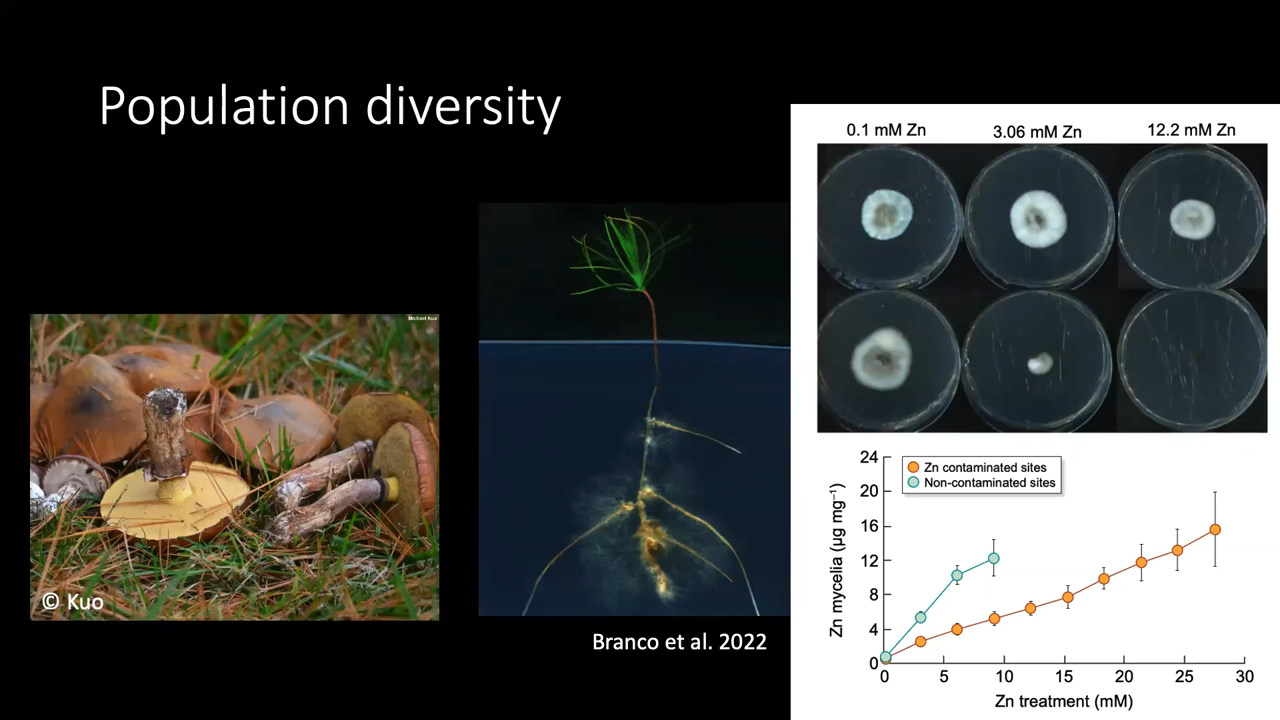 Population diversity
Michael Kuo
© Kuo
Branco et al. 2022
0.1 mM Zn
3.06 mM Zn
12.2 mM Zn
24
20
16
12
8
4
0
Zn mycelia (µg mg⁻¹)
Zn contaminated sites
Non-contaminated sites
0
5
10
15
20
25
30
Zn treatment (mM)